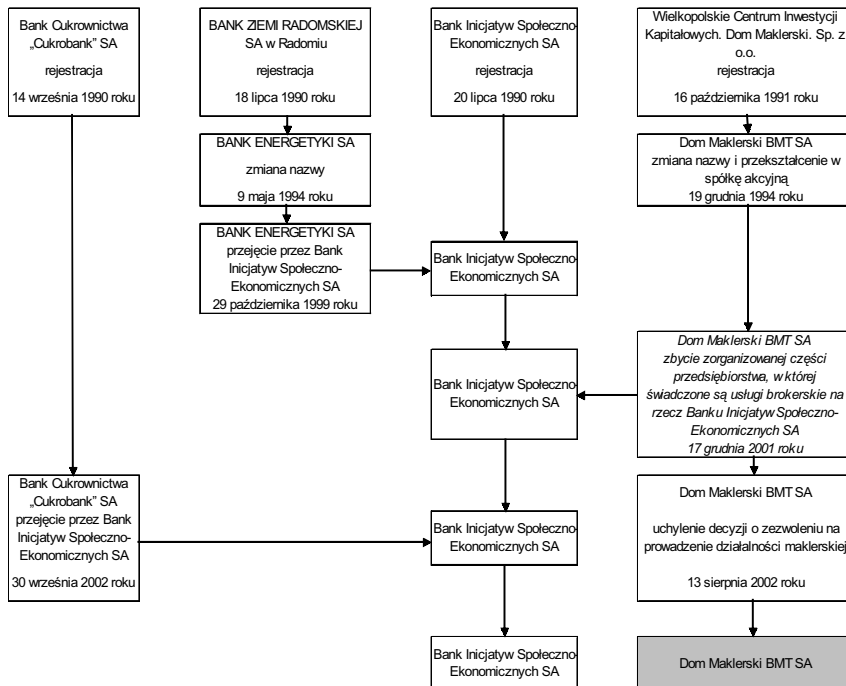 Bank Cukrownictwa
„Cukrobank” SA
rejestracja
14 września 1990 roku
BANK ZIEMI RADOMSKIEJ
SA w Radomiu
rejestracja
18 lipca 1990 roku
Bank Inicjatyw Społeczno-
Ekonomicznych SA
rejestracja
20 lipca 1990 roku
Wielkopolskie Centrum Inwestycji
Kapitałowych. Dom Maklerski. Sp. z
o.o.
rejestracja
16 października 1991 roku
BANK ENERGETYKI SA
zmiana nazwy
9 maja 1994 roku
Dom Maklerski BMT SA
zmiana nazwy i przekształcenie w
spółkę akcyjną
19 grudnia 1994 roku
BANK ENERGETYKI SA
przejęcie przez Bank
Inicjatyw Społeczno-
Ekonomicznych SA
29 października 1999 roku
Bank Inicjatyw Społeczno-
Ekonomicznych SA
Bank Inicjatyw Społeczno-
Ekonomicznych SA
Dom Maklerski BMT SA
zbycie zorganizowanej części
przedsiębiorstwa, w której
świadczone są usługi brokerskie na
rzecz Banku Inicjatyw Społeczno-
Ekonomicznych SA
17 grudnia 2001 roku
Bank Cukrownictwa
„Cukrobank” SA
przejęcie przez Bank
Inicjatyw Społeczno-
Ekonomicznych SA
30 września 2002 roku
Bank Inicjatyw Społeczno-
Ekonomicznych SA
Dom Maklerski BMT SA
uchylenie decyzji o zezwoleniu na
prowadzenie działalności maklerskiej
13 sierpnia 2002 roku
Bank Inicjatyw Społeczno-
Ekonomicznych SA
Dom Maklerski BMT SA